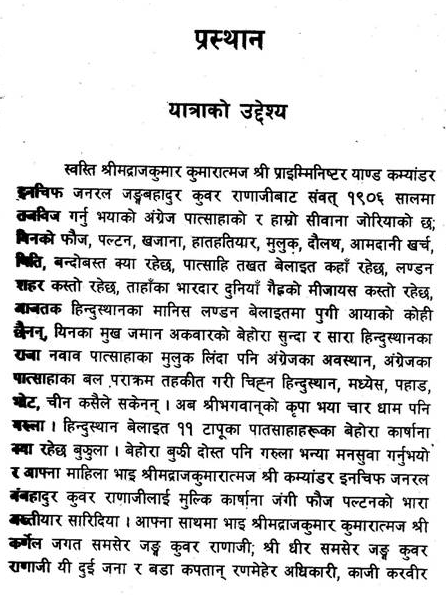 प्रस्थान
यात्राको उद्देश्य
स्वस्ति श्रीमद्राजकुमार कुमारात्मज श्री प्राइम्मिनिष्टर याण्ड कम्यांडर
इनचिफ जनरल जङ्गबहादुर कुवर राणाजीबाट संवत् १९०६ सालमा
तजविज गर्नु भयाको अंग्रेज पात्साहाको र हाम्रो सीवाना जोरियाको छ;
यिनको फौज, पल्टन, खजाना, हातहतियार, मुलुक्, दौलथ, आमदानी खर्च,
थिति, बन्दोबस्त क्या रहेछ, पात्साहि तखत बेलाइत कहाँ रहेछ, लण्डन
शहर कस्तो रहेछ, ताहाँका भारदार दुनियाँ गैह्रको मीजायस कस्तो रहेछ,
आजतक हिन्दुस्थानका मानिस लण्डन बेलाइतमा पुगी आयाको कोही
छैनन्, यिनका मुख जमान अकवारको बेहोरा सुन्दा र सारा हिन्दुस्थानका
राजा नवाव पात्साहाका मुलुक लिंदा पनि अंग्रेजका अवस्थान, अंग्रेजका
पात्साहाका बल पराक्रम तहकीत गरी चिह्न हिन्दुस्थान, मध्येस, पहाड,
भोट, चीन कसैले सकेनन् । अब श्रीभगवान्को कृपा भया चार धाम पनि
बस्ला । हिन्दुस्थान बेलाइत ११ टापूका पातसाहाहरूका बेहोरा कार्षाना
क्या रहेछ बुझुला । बेहोरा बुझी दोस्त पनि गरुला भन्या मनसुवा गर्नुभयो
र आफ्ना माहिला भाइ श्रीमद्राजकुमारात्मज श्री कम्यांडर इनचिफ जनरल
बंबहादुर कुवर राणाजीलाई मुल्कि कार्षाना जंगी फौज पल्टनको भारा
अख्तीयार सारिदिया । आफ्ना साथमा भाइ श्रीमद्राजकुमार कुमारात्मज श्री
कर्णेल जगत समसेर जङ्ग कुवर राणाजी; श्री धीर समसेर जङ्ग कुवर
राणाजी यी दुई जना र बडा कपतान् रणमेहेर अधिकारी, काजी करवीर